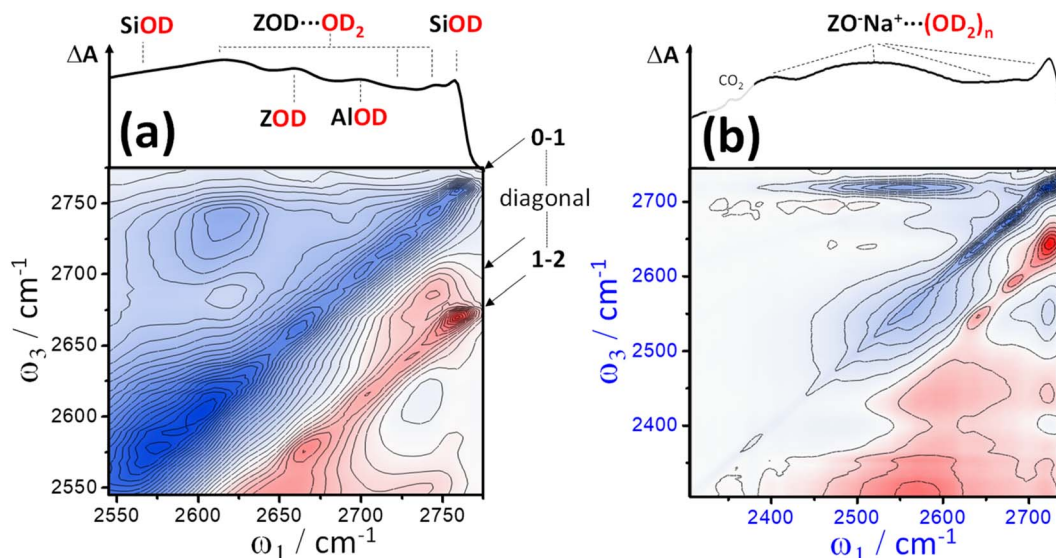 SiOD ZOD···OD₂ SiOD
ΔA
ZOD AlOD
(a)
0-1
diagonal
1-2
2750
2700
2650
2600
2550
ω₃ / cm⁻¹
2550 2600 2650 2700 2750
ω₁ / cm⁻¹
ZO⁻Na⁺···(OD₂)ₙ
ΔA
CO₂
(b)
2700
2600
2500
2400
ω₃ / cm⁻¹
2400 2500 2600 2700
ω₁ / cm⁻¹